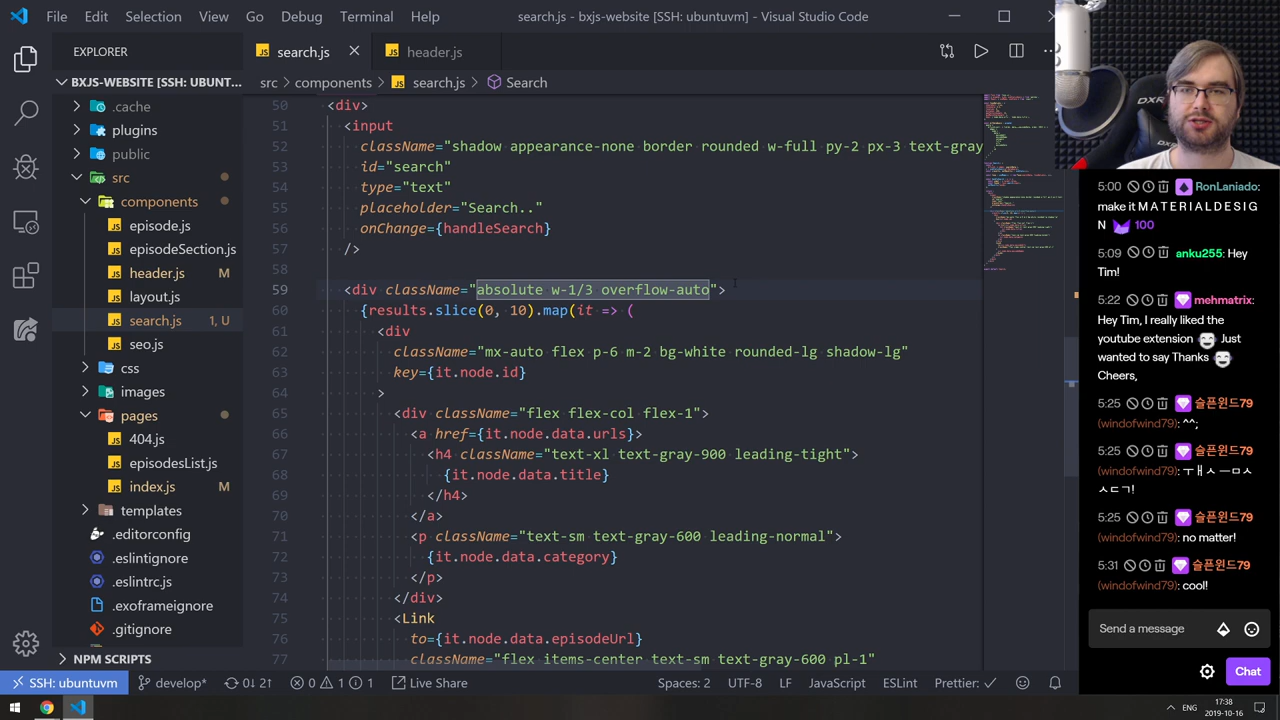 File Edit Selection View Go Debug Terminal Help
search.js - bxjs-website [SSH: ubuntuvm] - Visual Studio Code
EXPLORER
BXJS-WEBSITE [SSH: UBUNT...
.cache
plugins
public
src
components
episode.js
episodeSection.js
header.js M
layout.js
search.js 1, U
seo.js
css
images
pages
404.js
episodesList.js
index.js M
templates
.editorconfig
.eslintignore
.eslintrc.js
.exoframeignore
.gitignore
NPM SCRIPTS
JS search.js
JS header.js
src > components > JS search.js > Search
50 <div>
51 <input
52 className="shadow appearance-none border rounded w-full py-2 px-3 text-gray
53 id="search"
54 type="text"
55 placeholder="Search.."
56 onChange={handleSearch}
57 />
58
59 <div className="absolute w-1/3 overflow-auto">
60 {results.slice(0, 10).map(it => (
61 <div
62 className="mx-auto flex p-6 m-2 bg-white rounded-lg shadow-lg"
63 key={it.node.id}
64 >
65 <div className="flex flex-col flex-1">
66 <a href={it.node.data.urls}>
67 <h4 className="text-xl text-gray-900 leading-tight">
68 {it.node.data.title}
69 </h4>
70 </a>
71 <p className="text-sm text-gray-600 leading-normal">
72 {it.node.data.category}
73 </p>
74 </div>
75 <Link
76 to={it.node.data.episodeUrl}
77 className="flex items-center text-sm text-gray-600 pl-1"
DXR
5:00 RonLaniado:
make it M A T E R I A L D E S I G
N 100
5:09 anku255: Hey
Tim!
5:22 mehmatrix:
Hey Tim, I really liked the
youtube extension Just
wanted to say Thanks
Cheers,
5:25 슬픈윈드79
(windofwind79): ^^;
5:25 슬픈윈드79
(windofwind79): ㅜㅐㅅ ㅡㅁㅅ
ㅅㄷㄱ!
5:25 슬픈윈드79
(windofwind79): no matter!
5:31 슬픈윈드79
(windofwind79): cool!
Send a message
Chat
SSH: ubuntuvm
develop*
0↓ 2↑
0 1 1
Live Share
Spaces: 2
UTF-8
LF
JavaScript
ESLint
Prettier: ✓
ENG
17:38
2019-10-16